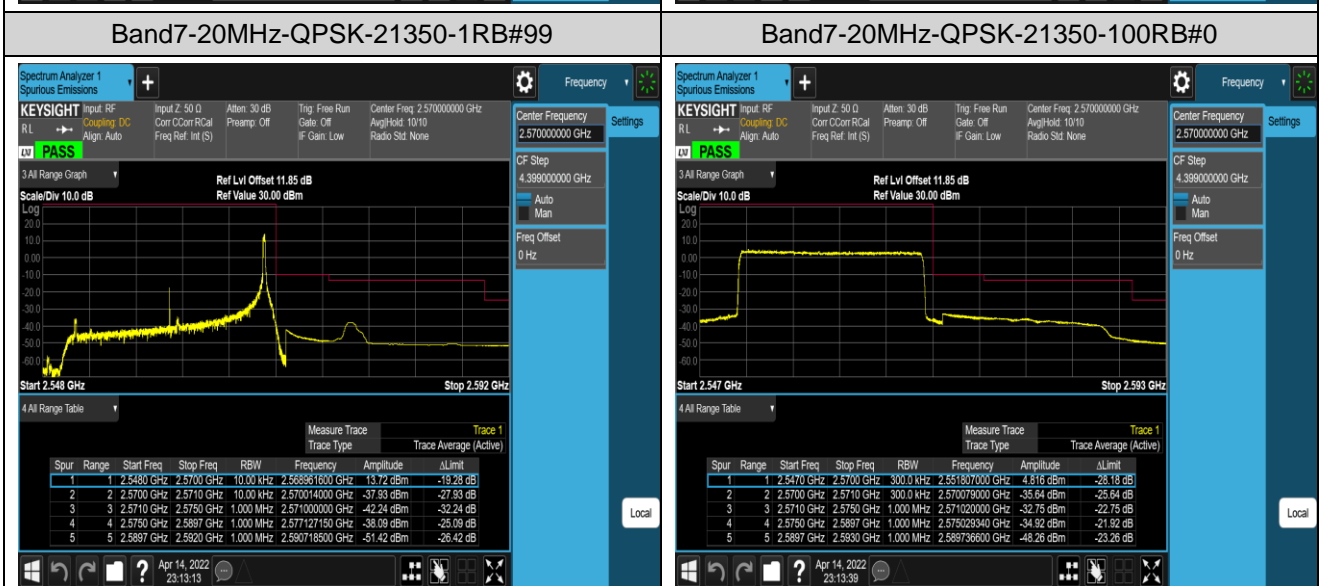 Band7-20MHz-QPSK-21350-1RB#99
Spectrum Analyzer 1
Spurious Emissions
Frequency
KEYSIGHT
RL
Input: RF
Coupling: DC
Align: Auto
Input Z: 50 Ω
Corr CCorr RCal
Freq Ref: Int (S)
Atten: 30 dB
Preamp: Off
Trig: Free Run
Gate: Off
IF Gain: Low
Center Freq: 2.570000000 GHz
Avg|Hold: 10/10
Radio Std: None
LXI PASS
Center Frequency
2.570000000 GHz
Settings
CF Step
4.399000000 GHz
Auto
Man
Freq Offset
0 Hz
3 All Range Graph
Ref Lvl Offset 11.85 dB
Scale/Div 10.0 dB
Ref Value 30.00 dBm
Log
20.0
10.0
0.00
-10.0
-20.0
-30.0
-40.0
-50.0
-60.0
Start 2.548 GHz
Stop 2.592 GHz
4 All Range Table
Measure Trace Trace 1
Trace Type Trace Average (Active)
Spur Range Start Freq Stop Freq RBW Frequency Amplitude ΔLimit
1 1 2.5480 GHz 2.5700 GHz 10.00 kHz 2.568961600 GHz 13.72 dBm -19.28 dB
2 2 2.5700 GHz 2.5710 GHz 10.00 kHz 2.570014000 GHz -37.93 dBm -27.93 dB
3 3 2.5710 GHz 2.5750 GHz 1.000 MHz 2.571000000 GHz -42.24 dBm -32.24 dB
4 4 2.5750 GHz 2.5897 GHz 1.000 MHz 2.577127150 GHz -38.09 dBm -25.09 dB
5 5 2.5897 GHz 2.5920 GHz 1.000 MHz 2.590718500 GHz -51.42 dBm -26.42 dB
Local
?
Apr 14, 2022
23:13:13
Band7-20MHz-QPSK-21350-100RB#0
Spectrum Analyzer 1
Spurious Emissions
Frequency
KEYSIGHT
RL
Input: RF
Coupling: DC
Align: Auto
Input Z: 50 Ω
Corr CCorr RCal
Freq Ref: Int (S)
Atten: 30 dB
Preamp: Off
Trig: Free Run
Gate: Off
IF Gain: Low
Center Freq: 2.570000000 GHz
Avg|Hold: 10/10
Radio Std: None
LXI PASS
Center Frequency
2.570000000 GHz
Settings
CF Step
4.399000000 GHz
Auto
Man
Freq Offset
0 Hz
3 All Range Graph
Ref Lvl Offset 11.85 dB
Scale/Div 10.0 dB
Ref Value 30.00 dBm
Log
20.0
10.0
0.00
-10.0
-20.0
-30.0
-40.0
-50.0
-60.0
Start 2.547 GHz
Stop 2.593 GHz
4 All Range Table
Measure Trace Trace 1
Trace Type Trace Average (Active)
Spur Range Start Freq Stop Freq RBW Frequency Amplitude ΔLimit
1 1 2.5470 GHz 2.5700 GHz 300.0 kHz 2.551807000 GHz 4.816 dBm -28.18 dB
2 2 2.5700 GHz 2.5710 GHz 300.0 kHz 2.570079000 GHz -35.64 dBm -25.64 dB
3 3 2.5710 GHz 2.5750 GHz 1.000 MHz 2.571020000 GHz -32.75 dBm -22.75 dB
4 4 2.5750 GHz 2.5897 GHz 1.000 MHz 2.575029340 GHz -34.92 dBm -21.92 dB
5 5 2.5897 GHz 2.5930 GHz 1.000 MHz 2.589736600 GHz -48.26 dBm -23.26 dB
Local
?
Apr 14, 2022
23:13:39